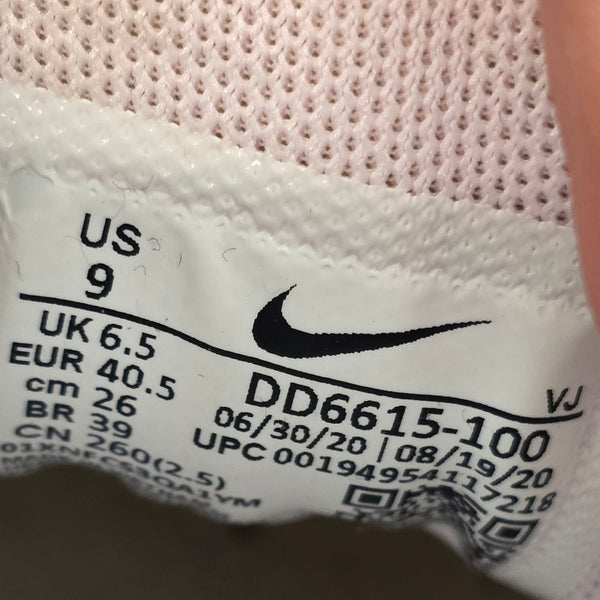 US
9
UK 6.5
EUR 40.5
cm 26
BR 39
CN 260(2.5)
VJ
DD6615-100
06/30/20 | 08/19/20
UPC 00194954117218